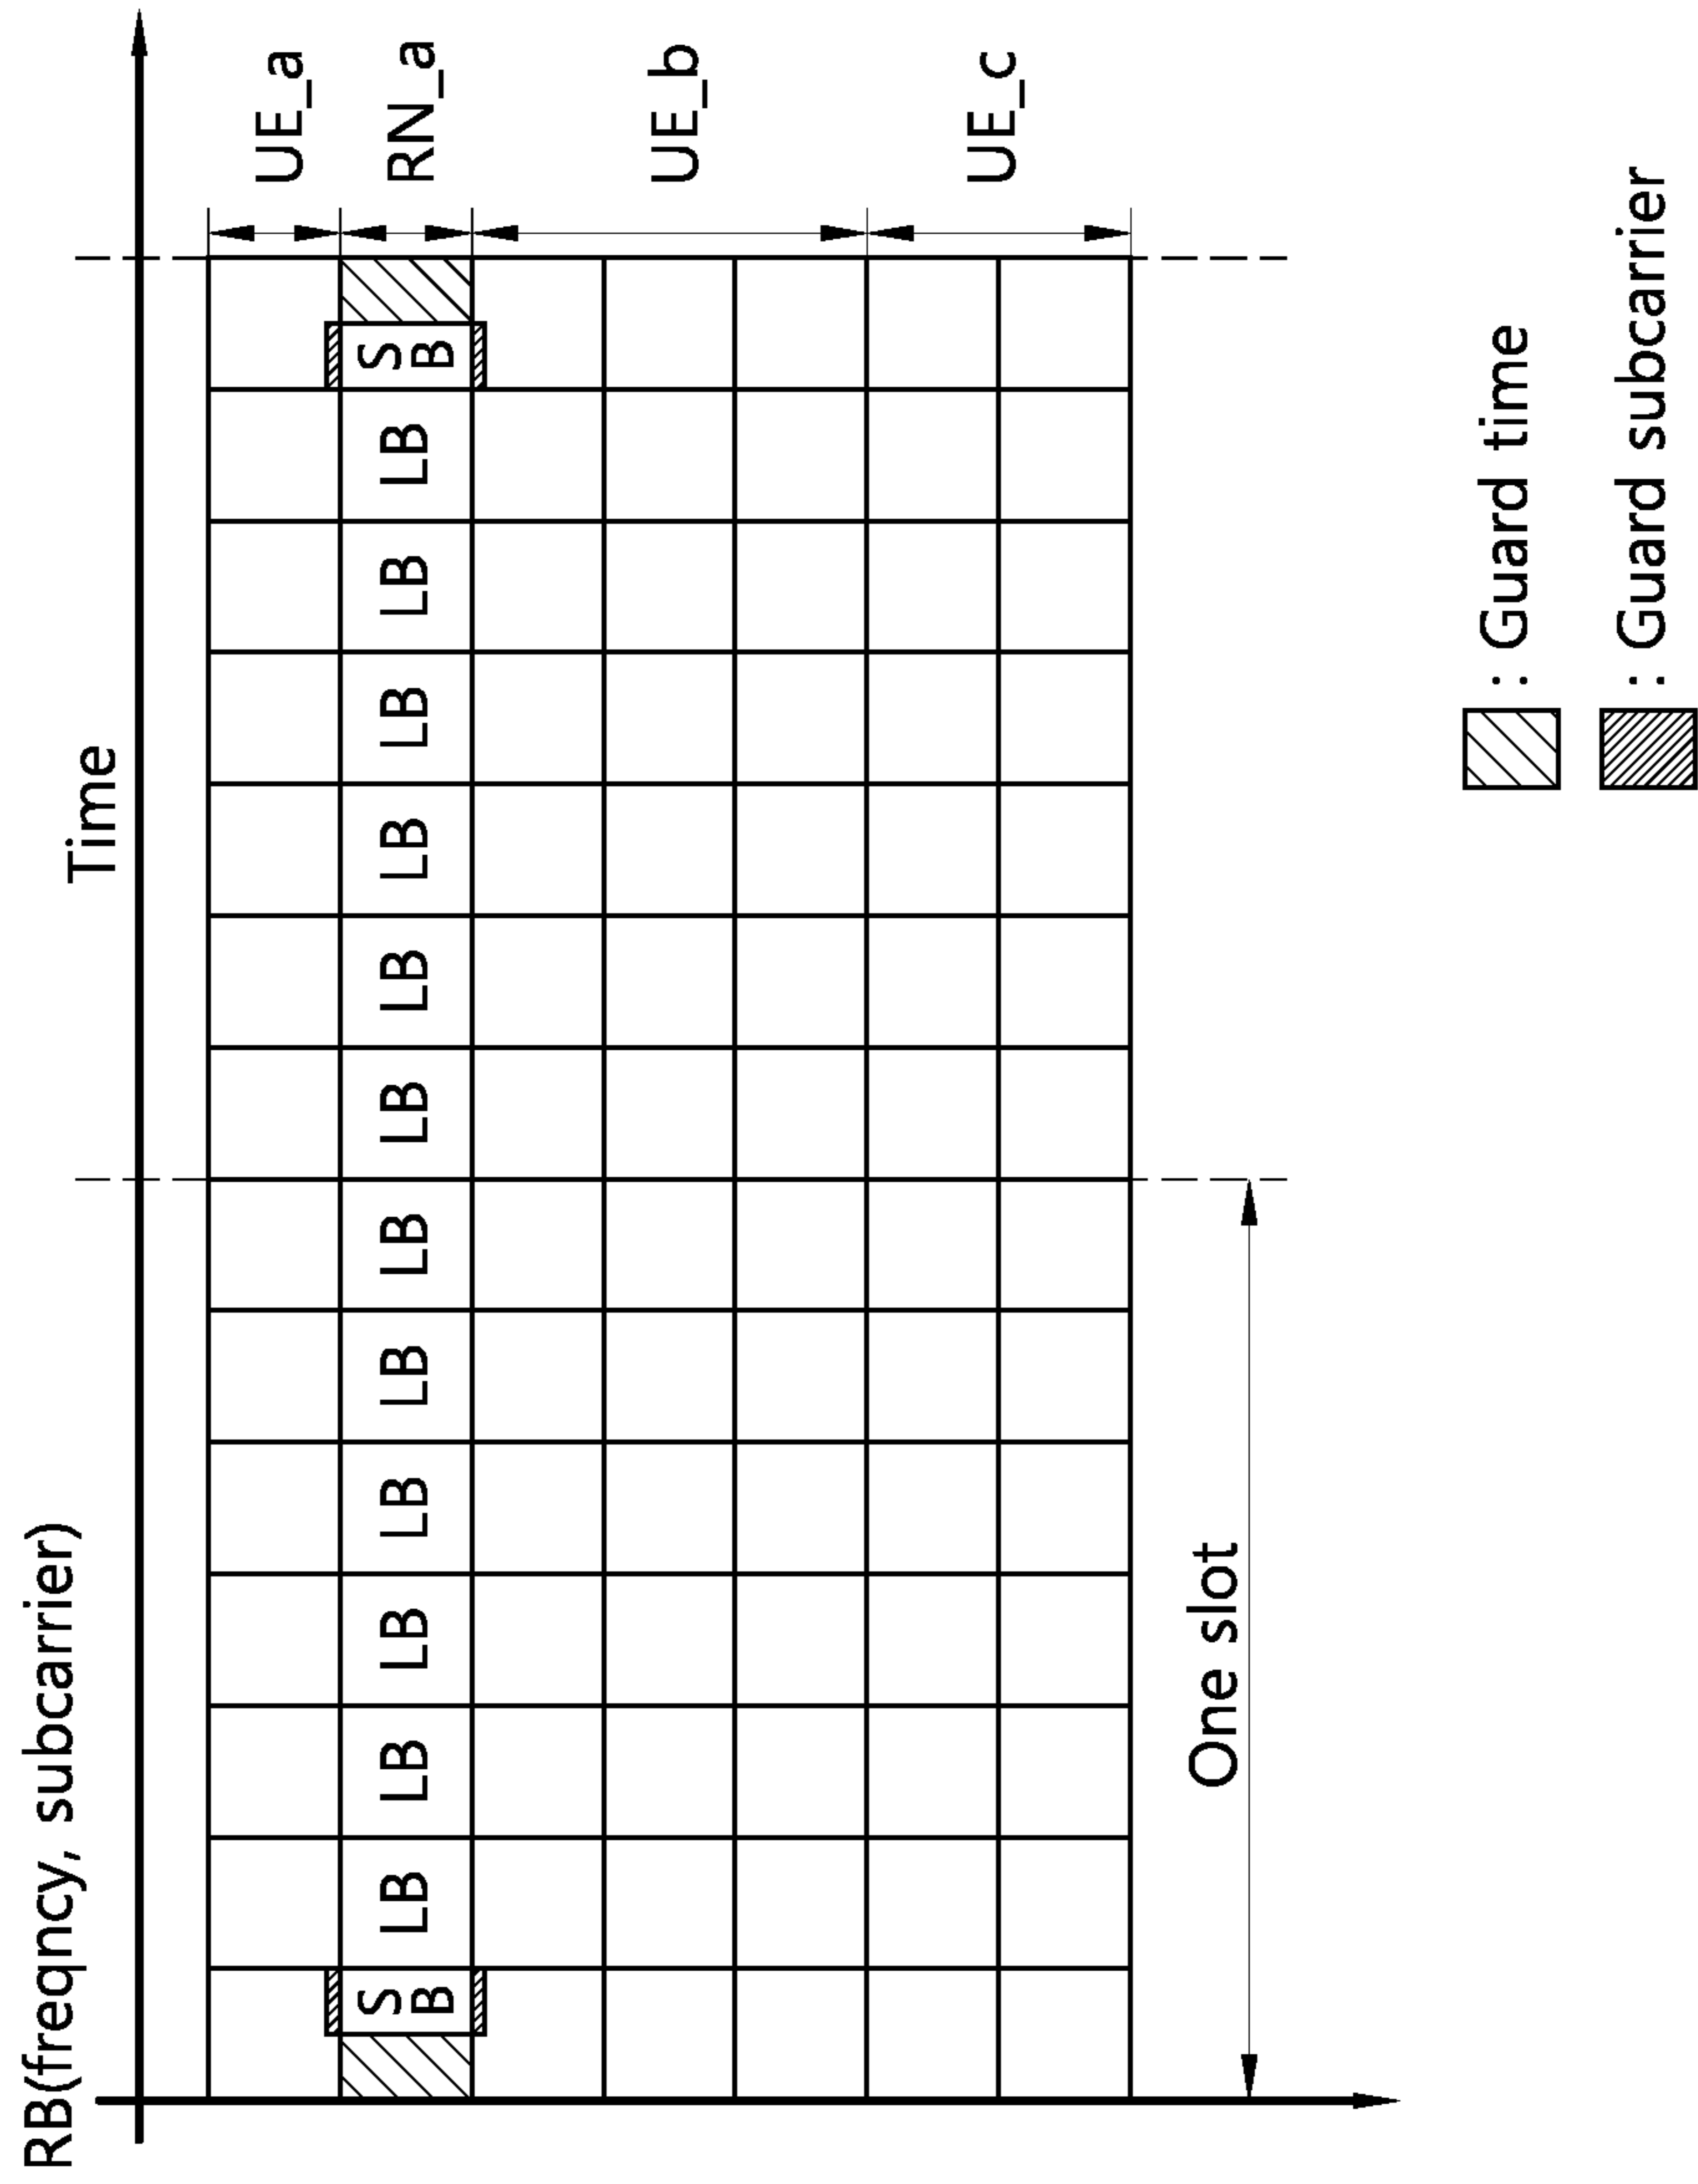 RB(freqncy, subcarrier)
Time
UE_a
S
B
LB
LB
LB
LB
LB
LB
LB
LB
LB
LB
LB
LB
S
B
RN_a
UE_b
UE_c
One slot
: Guard time
: Guard subcarrier